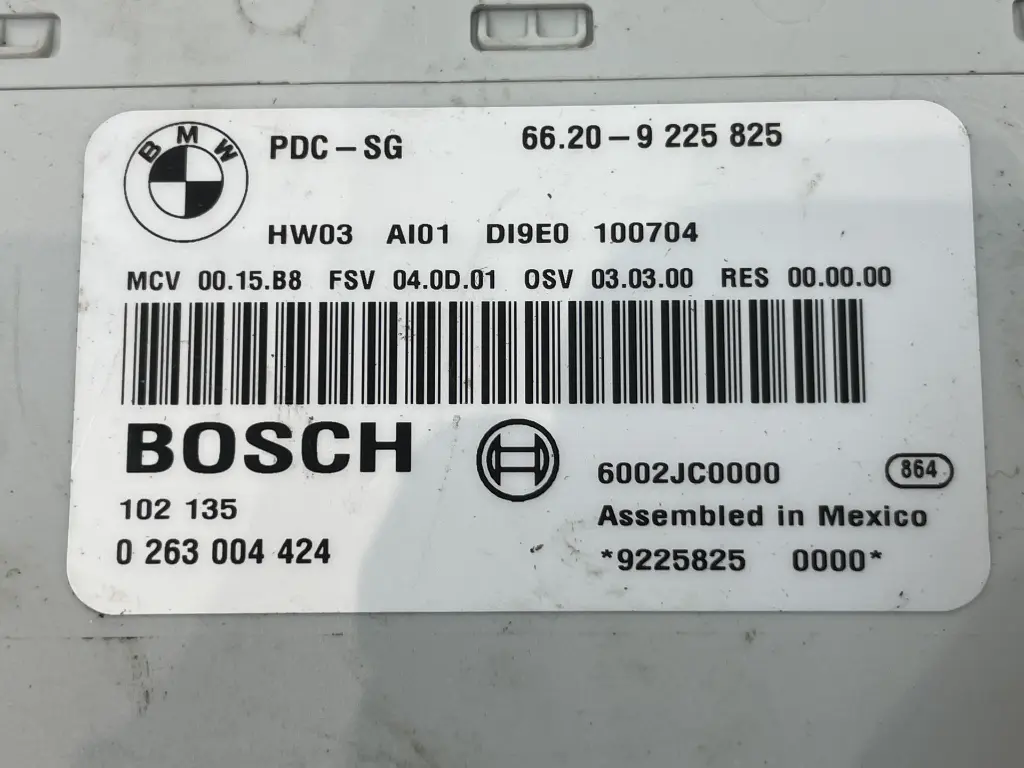 BMW
PDC-SG 66.20-9 225 825
HW03 AI01 DI9E0 100704
MCV 00.15.B8 FSV 04.0D.01 OSV 03.03.00 RES 00.00.00
BOSCH
102 135
0 263 004 424
6002JC0000 864
Assembled in Mexico
*9225825 0000*